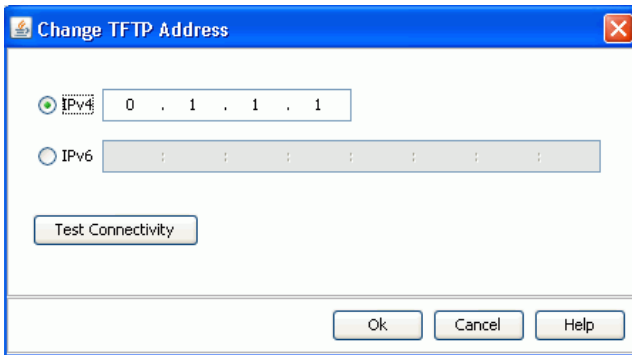 Change TFTP Address
IPv4 0 . 1 . 1 . 1
IPv6 : : : : : : :
Test Connectivity
Ok Cancel Help